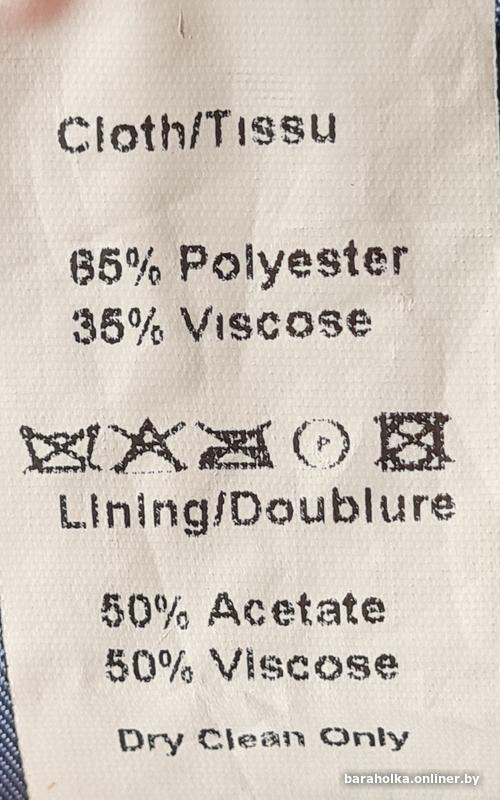 Cloth/Tissu
65% Polyester
35% Viscose
P
Lining/Doublure
50% Acetate
50% Viscose
Dry Clean Only
baraholka.onliner.by